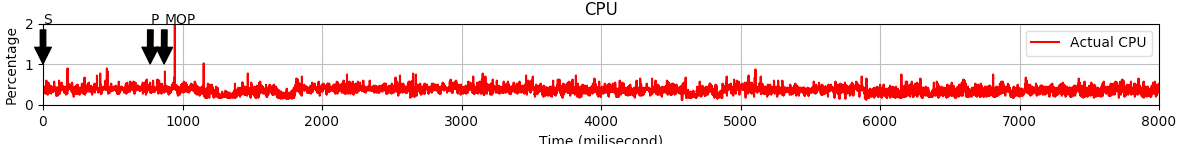 CPU
S P MOP
Percentage
2
1
0
Actual CPU
0 1000 2000 3000 4000 5000 6000 7000 8000
Time (milisecond)